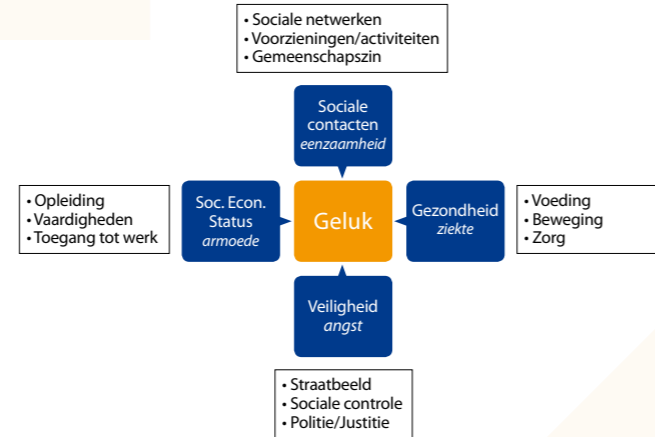 • Sociale netwerken
• Voorzieningen/activiteiten
• Gemeenschapszin
Sociale
contacten
eenzaamheid
• Opleiding
• Vaardigheden
• Toegang tot werk
Soc. Econ.
Status
armoede
Geluk
Gezondheid
ziekte
• Voeding
• Beweging
• Zorg
Veiligheid
angst
• Straatbeeld
• Sociale controle
• Politie/Justitie